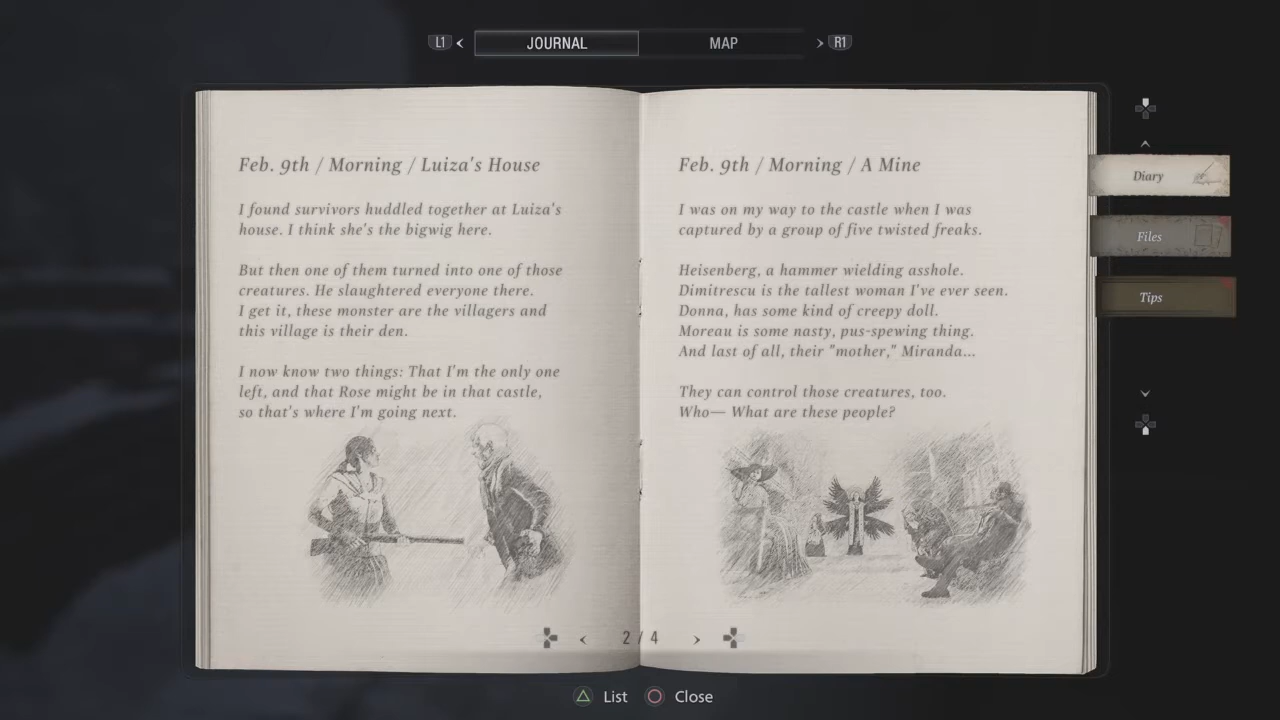 L1 JOURNAL MAP R1
Feb. 9th / Morning / Luiza's House
I found survivors huddled together at Luiza's
house. I think she's the bigwig here.
But then one of them turned into one of those
creatures. He slaughtered everyone there.
I get it, these monster are the villagers and
this village is their den.
I now know two things: That I'm the only one
left, and that Rose might be in that castle,
so that's where I'm going next.
Feb. 9th / Morning / A Mine
I was on my way to the castle when I was
captured by a group of five twisted freaks.
Heisenberg, a hammer wielding asshole.
Dimitrescu is the tallest woman I've ever seen.
Donna, has some kind of creepy doll.
Moreau is some nasty, pus-spewing thing.
And last of all, their "mother," Miranda...
They can control those creatures, too.
Who— What are these people?
Diary
Files
Tips
2 / 4
List Close